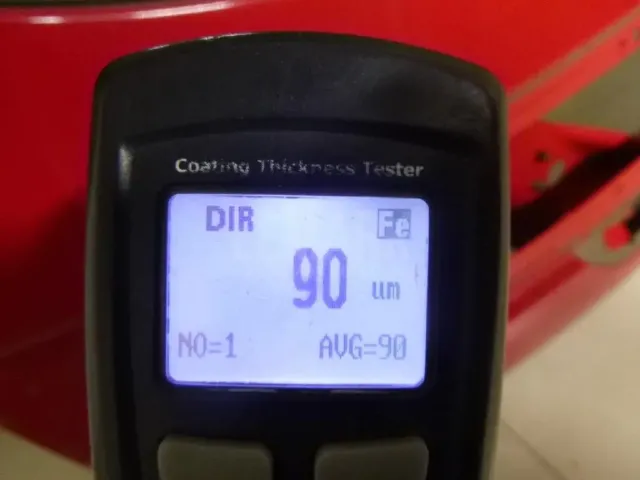 Coating Thickness Tester
DIR Fe
90 um
NO=1 AVG=90